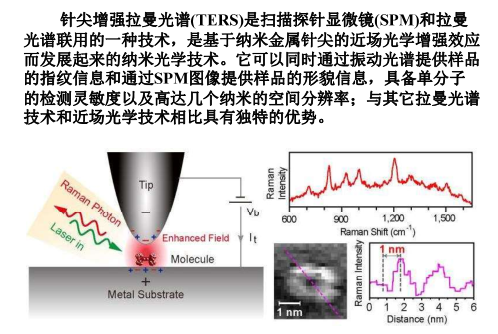 针尖增强拉曼光谱(TERS)是扫描探针显微镜(SPM)和拉曼
光谱联用的一种技术，是基于纳米金属针尖的近场光学增强效应
而发展起来的纳米光学技术。它可以同时通过振动光谱提供样品
的指纹信息和通过SPM图像提供样品的形貌信息，具备单分子
的检测灵敏度以及高达几个纳米的空间分辨率；与其它拉曼光谱
技术和近场光学技术相比具有独特的优势。
Tip
Raman Photon
Laser in
Enhanced Field
Molecule
Metal Substrate
Vb
It
Raman
Intensity
600 900 1,200 1,500
Raman Shift (cm-1)
1 nm
Raman Intensity
1 nm
0 1 2 3 4 5 6
Distance (nm)